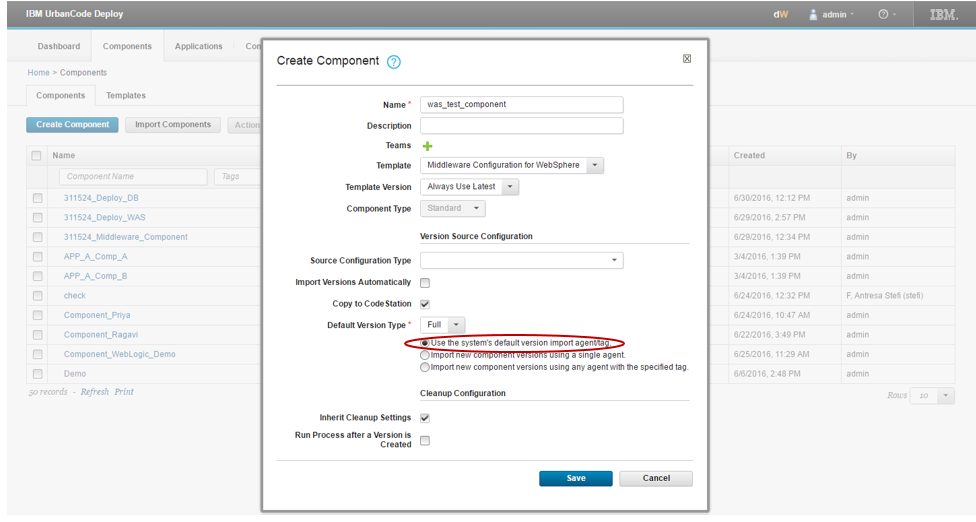 IBM UrbanCode Deploy
dW admin ? IBM.
Dashboard Components Applications Con
Home > Components
Components Templates
Create Component Import Components Action
Name Created By
Component Name Tags
311524_Deploy_DB 6/30/2016, 12:12 PM admin
311524_Deploy_WAS 6/29/2016, 2:57 PM admin
311524_Middleware_Component 6/29/2016, 12:34 PM admin
APP_A_Comp_A 3/4/2016, 1:39 PM admin
APP_A_Comp_B 3/4/2016, 1:39 PM admin
check 6/24/2016, 12:32 PM F, Antresa Stefi (stefi)
Component_Priya 6/24/2016, 10:47 AM admin
Component_Ragavi 6/22/2016, 3:49 PM admin
Component_WebLogic_Demo 6/25/2016, 11:29 AM admin
Demo 6/6/2016, 2:48 PM admin
50 records - Refresh Print Rows 10
Create Component ?
Name * was_test_component
Description
Teams
Template Middleware Configuration for WebSphere
Template Version Always Use Latest
Component Type Standard
Version Source Configuration
Source Configuration Type
Import Versions Automatically
Copy to CodeStation
Default Version Type * Full
Use the system's default version import agent/tag.
Import new component versions using a single agent.
Import new component versions using any agent with the specified tag.
Cleanup Configuration
Inherit Cleanup Settings
Run Process after a Version is
Created
Save Cancel